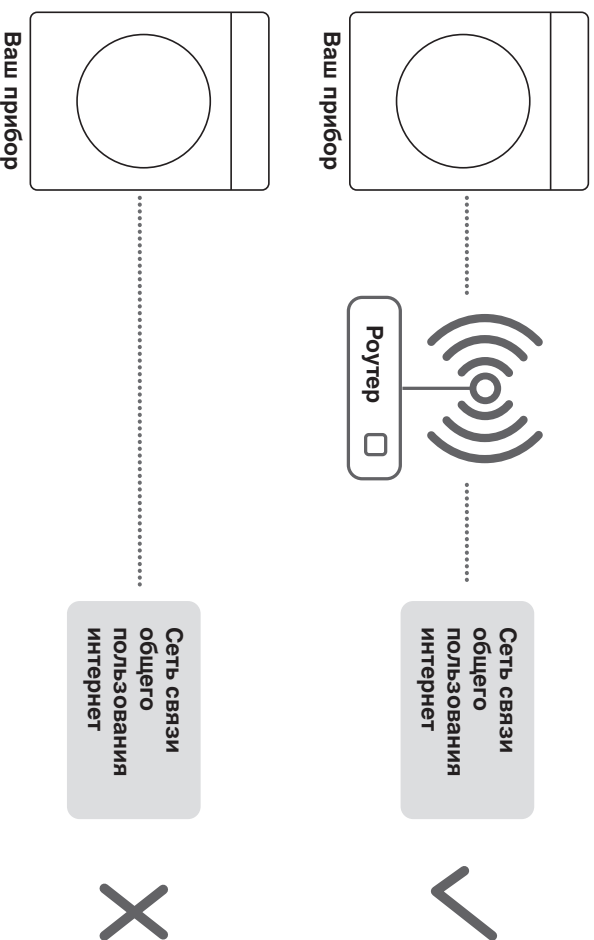 Ваш прибор
Роутер
Сеть связи
общего
пользования
интернет
Ваш прибор
Сеть связи
общего
пользования
интернет